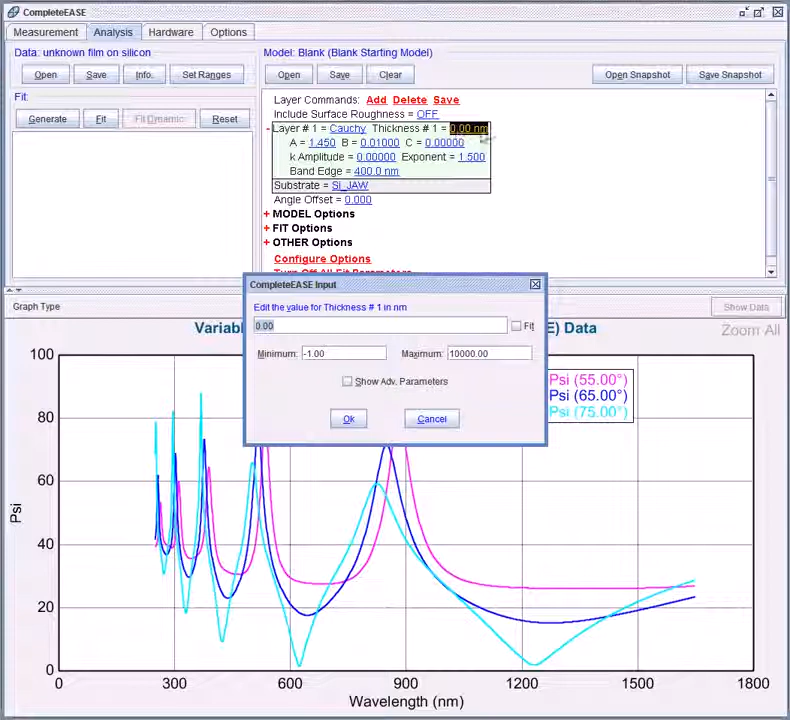 CompleteEASE
Measurement Analysis Hardware Options
Data: unknown film on silicon
Open Save Info. Set Ranges
Fit:
Generate Fit Fit Dynamic Reset
Model: Blank (Blank Starting Model)
Open Save Clear Open Snapshot Save Snapshot
Layer Commands: Add Delete Save
Include Surface Roughness = OFF
- Layer # 1 = Cauchy Thickness # 1 = 0.00 nm
A = 1.450 B = 0.01000 C = 0.00000
k Amplitude = 0.00000 Exponent = 1.500
Band Edge = 400.0 nm
Substrate = Si_JAW
Angle Offset = 0.000
+ MODEL Options
+ FIT Options
+ OTHER Options
Configure Options
Turn Off All Fit Parameters
CompleteEASE Input
Edit the value for Thickness # 1 in nm
0.00 Fit
Minimum: -1.00 Maximum: 10000.00
Show Adv. Parameters
Ok Cancel
Graph Type Show Data
Variab E) Data
Zoom All
Psi (55.00°)
Psi (65.00°)
Psi (75.00°)
Psi
100
80
60
40
20
0
0 300 600 900 1200 1500 1800
Wavelength (nm)